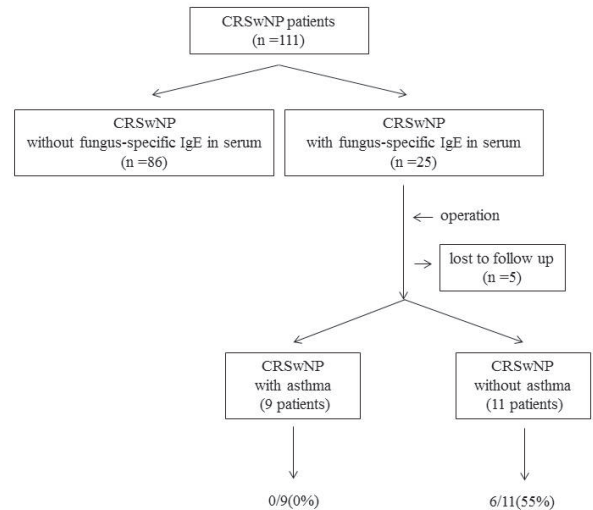 CRSwNP patients
(n =111)
CRSwNP
without fungus-specific IgE in serum
(n =86)
CRSwNP
with fungus-specific IgE in serum
(n =25)
operation
lost to follow up
(n =5)
CRSwNP
with asthma
(9 patients)
CRSwNP
without asthma
(11 patients)
0/9(0%)
6/11(55%)